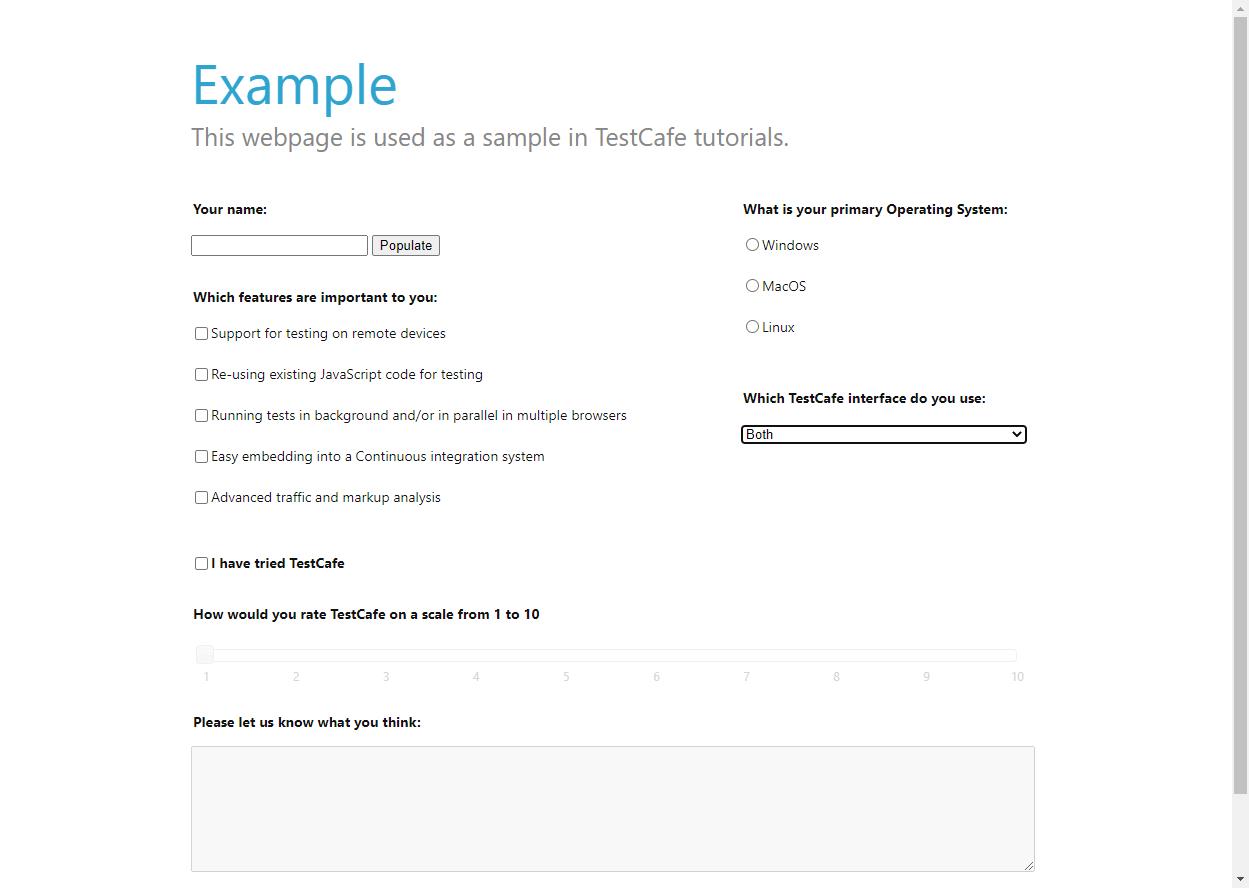 Example
This webpage is used as a sample in TestCafe tutorials.
Your name:
Populate
Which features are important to you:
Support for testing on remote devices
Re-using existing JavaScript code for testing
Running tests in background and/or in parallel in multiple browsers
Easy embedding into a Continuous integration system
Advanced traffic and markup analysis
What is your primary Operating System:
Windows
MacOS
Linux
Which TestCafe interface do you use:
Both
I have tried TestCafe
How would you rate TestCafe on a scale from 1 to 10
1 2 3 4 5 6 7 8 9 10
Please let us know what you think: